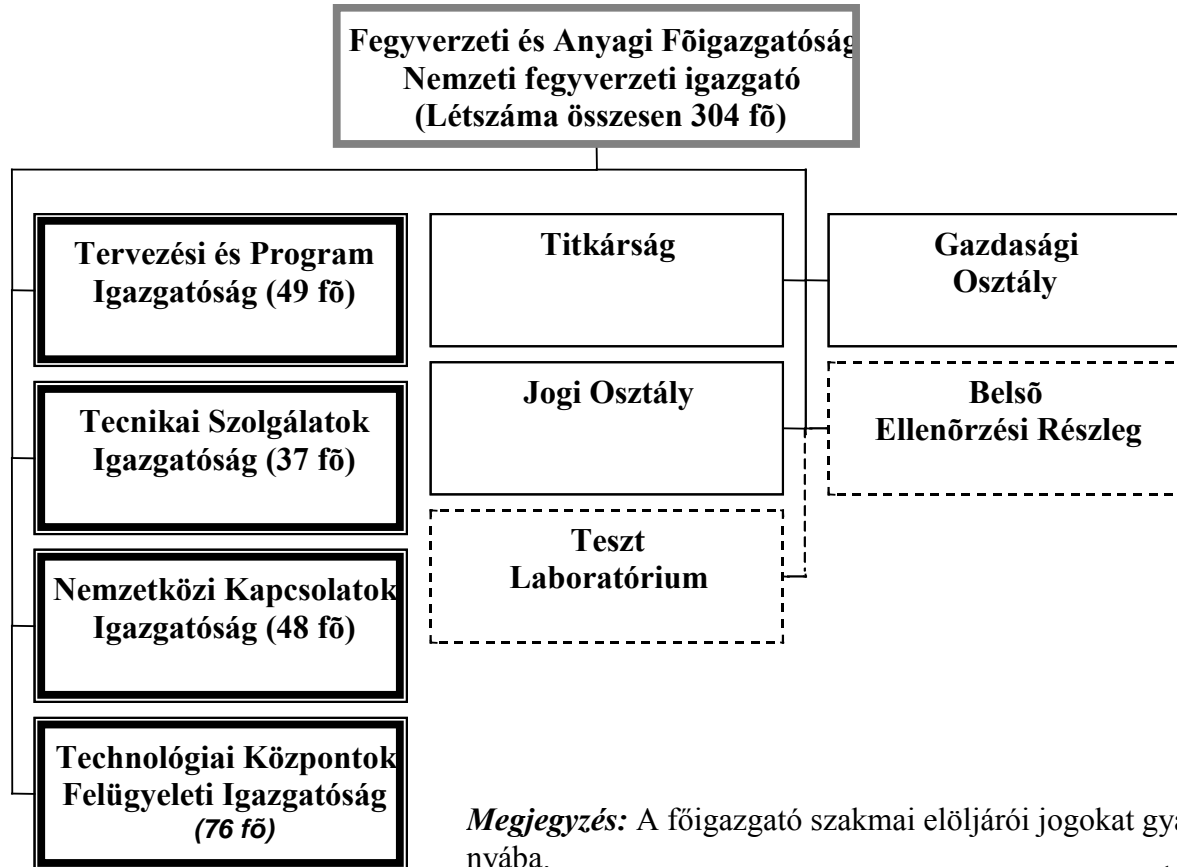 Fegyverzeti és Anyagi Fõigazgatóság
Nemzeti fegyverzeti igazgató
(Létszáma összesen 304 fõ)
Tervezési és Program
Igazgatóság (49 fõ)
Tecnikai Szolgálatok
Igazgatóság (37 fõ)
Nemzetközi Kapcsolatok
Igazgatóság (48 fõ)
Technológiai Központok
Felügyeleti Igazgatóság
(76 fõ)
Titkárság
Jogi Osztály
Teszt
Laboratórium
Gazdasági
Osztály
Belsõ
Ellenõrzési Részleg
Megjegyzés: A főigazgató szakmai elöljárói jogokat
nyába.